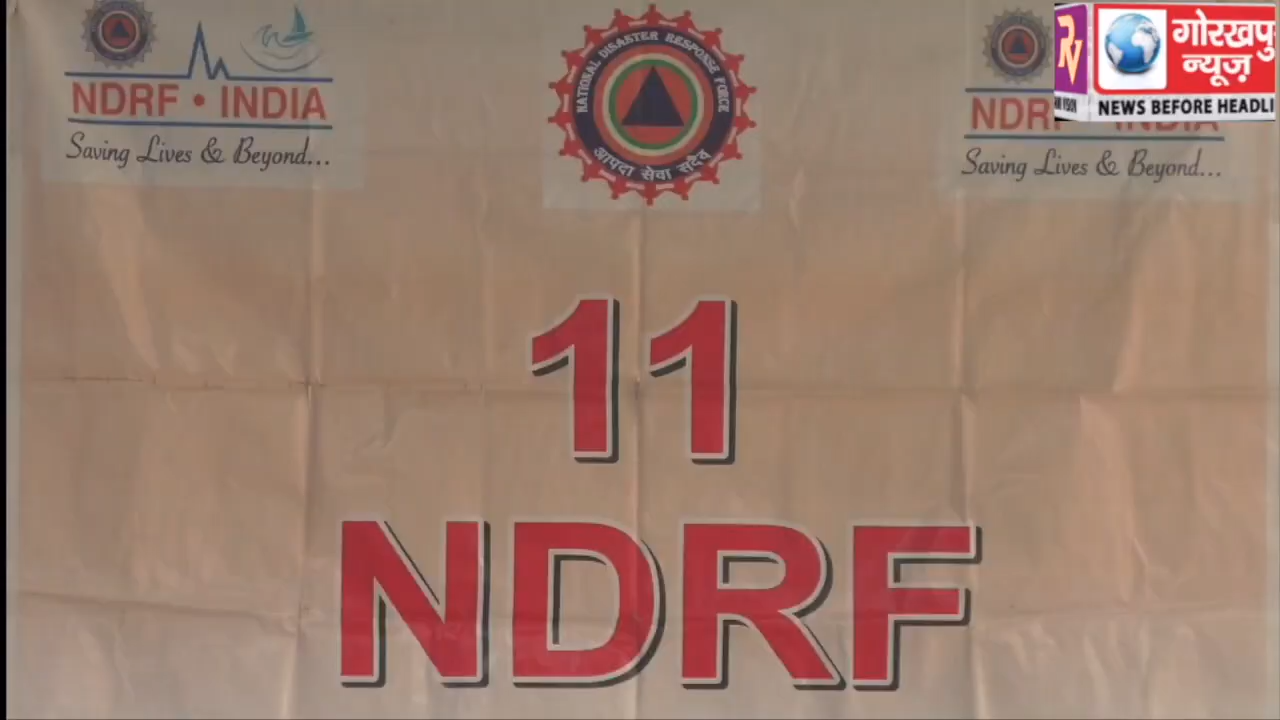 NDRF • INDIA
Saving Lives & Beyond...
NATIONAL DISASTER RESPONSE FORCE
आपदा सेवा सदैव
NDRF INDIA
Saving Lives & Beyond...
गोरखपु
न्यूज़
NEWS BEFORE HEADLI
11
NDRF